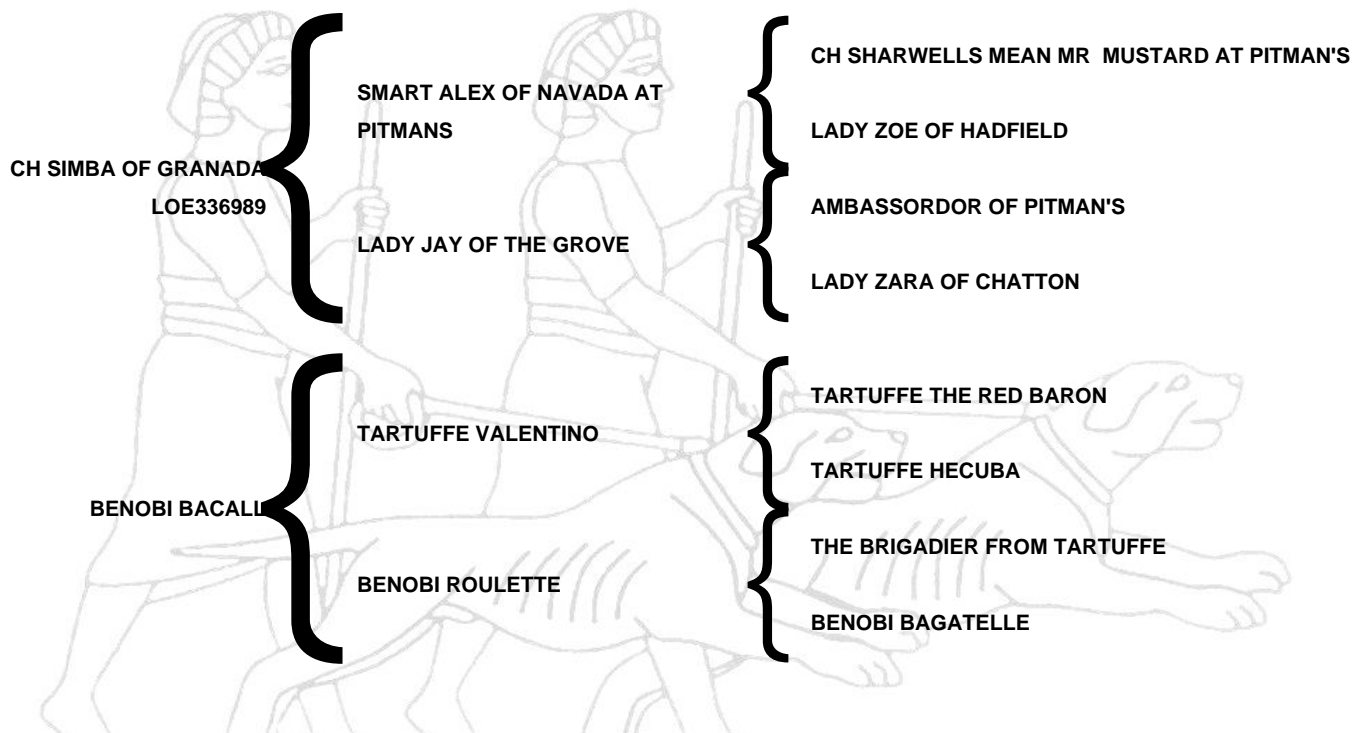 CH SIMBA OF GRANADA
LOE336989
SMART ALEX OF NAVADA AT
PITMANS
LADY JAY OF THE GROVE
CH SHARWELLS MEAN MR MUSTARD AT PITMAN'S
LADY ZOE OF HADFIELD
AMBASSORDOR OF PITMAN'S
LADY ZARA OF CHATTON
BENOBI BACALL
TARTUFFE VALENTINO
BENOBI ROULETTE
TARTUFFE THE RED BARON
TARTUFFE HECUBA
THE BRIGADIER FROM TARTUFFE
BENOBI BAGATELLE